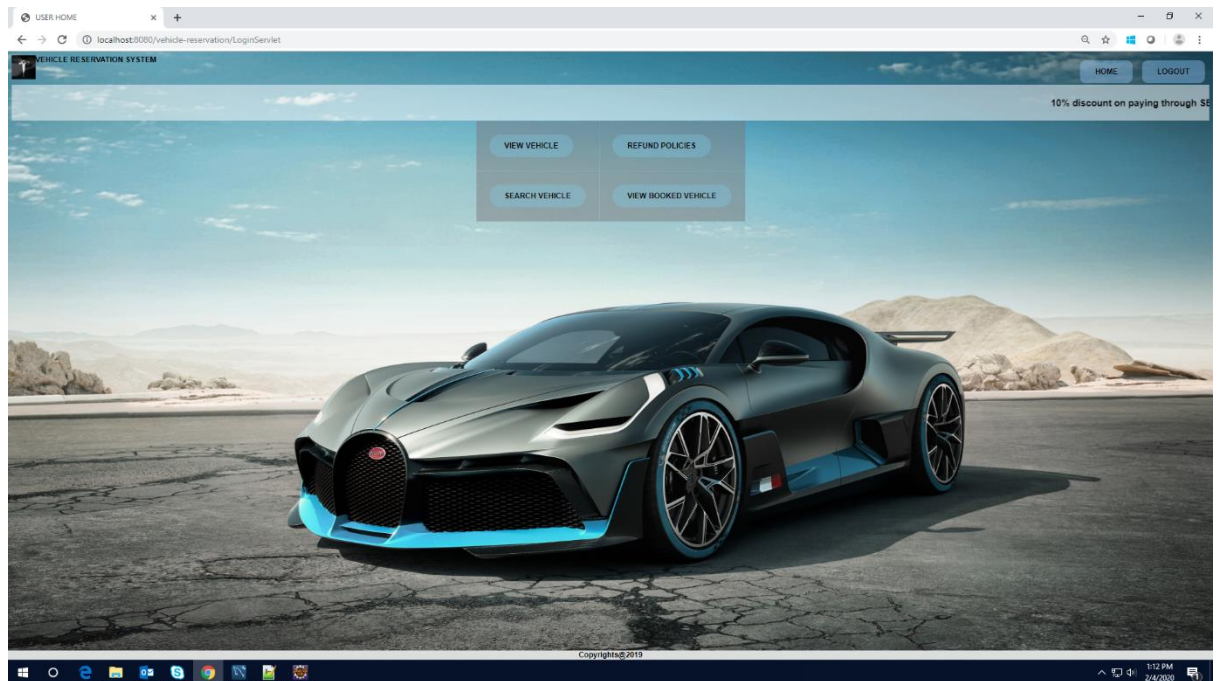 USER HOME
localhost:8080/vehicle-reservation/LoginServlet
VEHICLE RESERVATION SYSTEM
HOME LOGOUT
10% discount on paying through
VIEW VEHICLE REFUND POLICIES
SEARCH VEHICLE VIEW BOOKED VEHICLE
Copyrights@2019
1:12 PM
2/4/2020